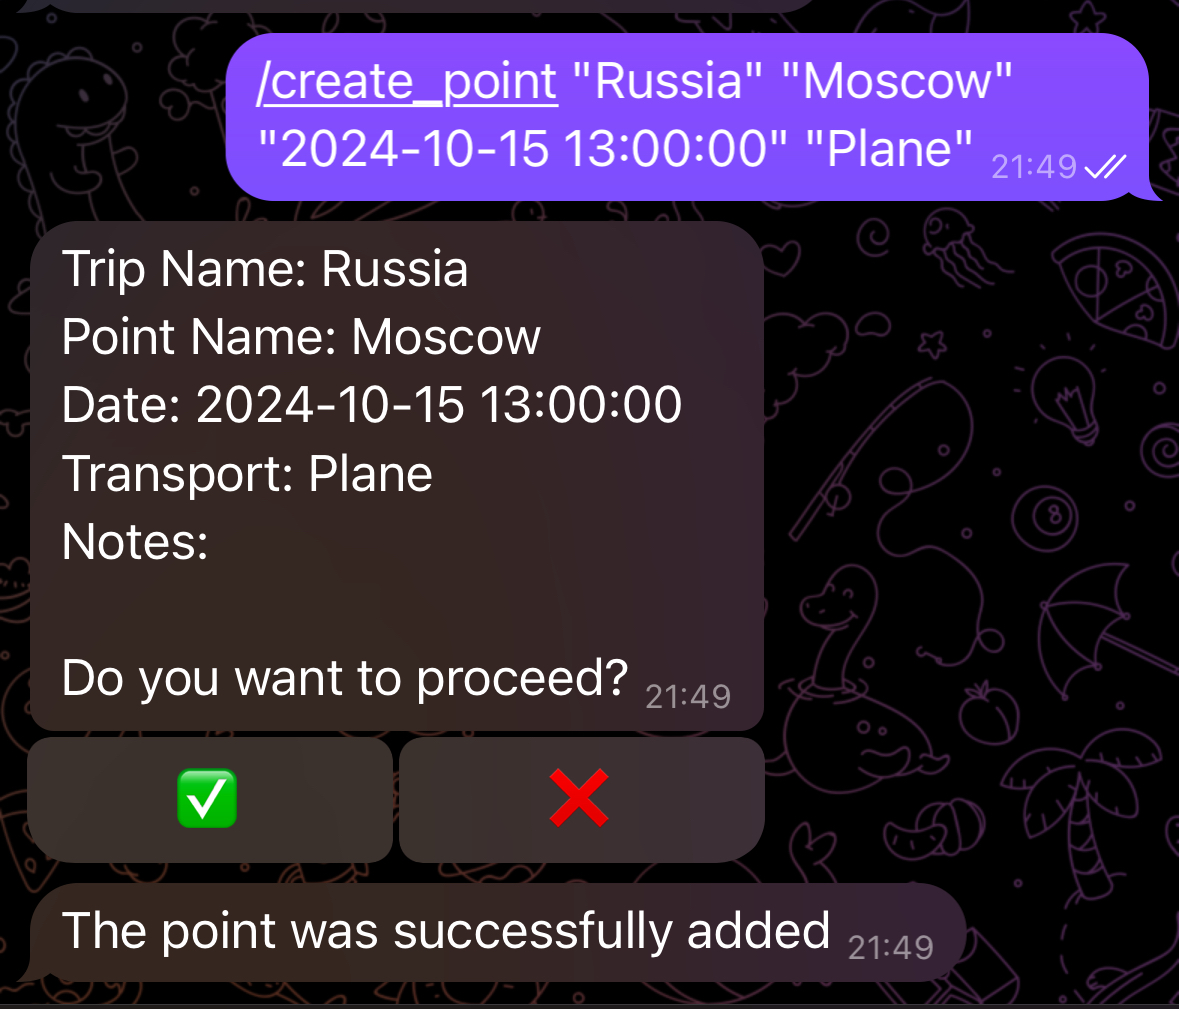 /create_point "Russia" "Moscow"
"2024-10-15 13:00:00" "Plane" 21:49
Trip Name: Russia
Point Name: Moscow
Date: 2024-10-15 13:00:00
Transport: Plane
Notes:
Do you want to proceed? 21:49
The point was successfully added 21:49